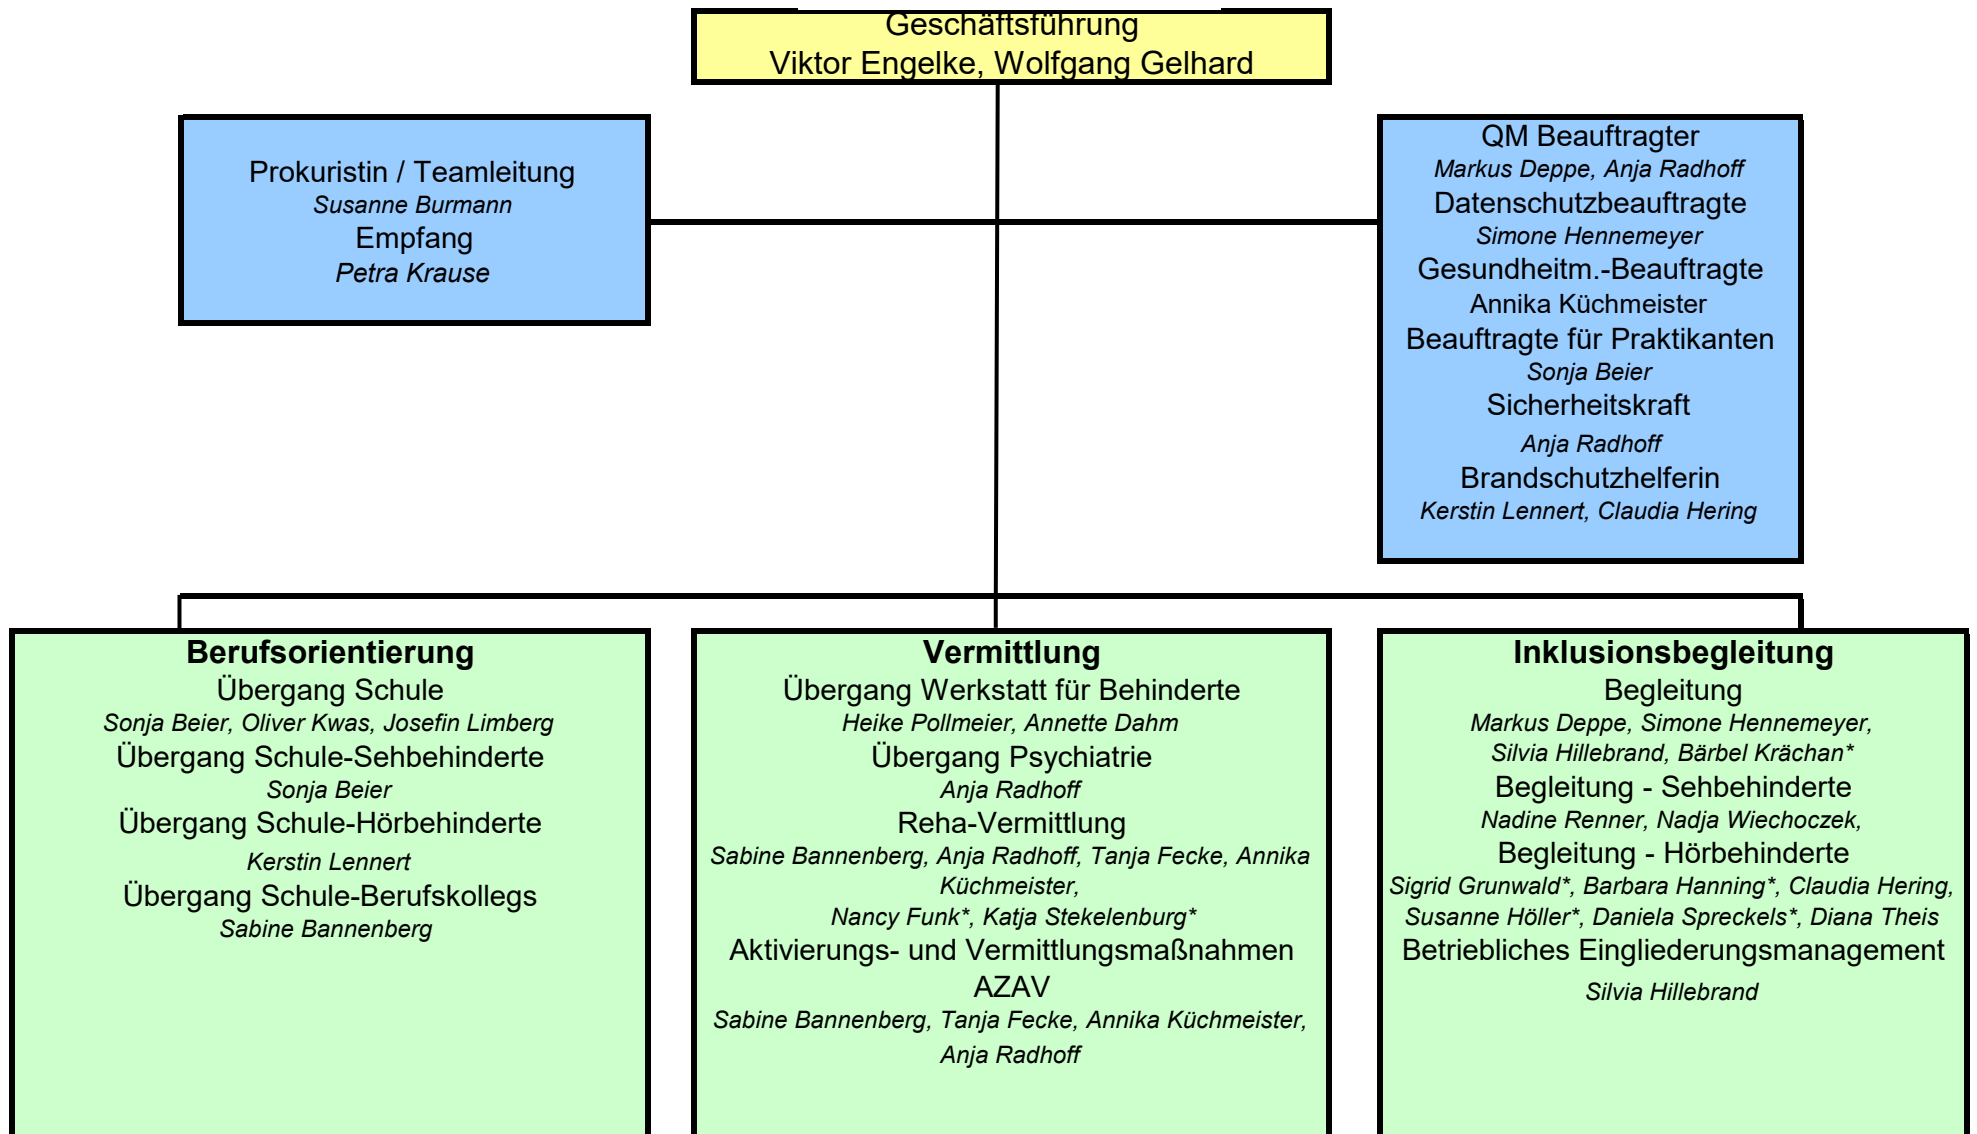 Geschäftsführung
Viktor Engelke, Wolfgang Gelhard
Prokuristin / Teamleitung
Susanne Burmann
Empfang
Petra Krause
QM Beauftragter
Markus Deppe, Anja Radhoff
Datenschutzbeauftragte
Simone Hennemeyer
Gesundheitm.-Beauftragte
Annika Küchmeister
Beauftragte für Praktikanten
Sonja Beier
Sicherheitskraft
Anja Radhoff
Brandschutzhelferin
Kerstin Lennert, Claudia Hering
Berufsorientierung
Übergang Schule
Sonja Beier, Oliver Kwas, Josefin Limberg
Übergang Schule-Sehbehinderte
Sonja Beier
Übergang Schule-Hörbehinderte
Kerstin Lennert
Übergang Schule-Berufskollegs
Sabine Bannenberg
Vermittlung
Übergang Werkstatt für Behinderte
Heike Pollmeier, Annette Dahm
Übergang Psychiatrie
Anja Radhoff
Reha-Vermittlung
Sabine Bannenberg, Anja Radhoff, Tanja Fecke, Annika
Küchmeister,
Nancy Funk*, Katja Stekelenburg*
Aktivierungs- und Vermittlungsmaßnahmen
AZAV
Sabine Bannenberg, Tanja Fecke, Annika Küchmeister,
Anja Radhoff
Inklusionsbegleitung
Begleitung
Markus Deppe, Simone Hennemeyer,
Silvia Hillebrand, Bärbel Krächan*
Begleitung - Sehbehinderte
Nadine Renner, Nadja Wiechoczek,
Begleitung - Hörbehinderte
Sigrid Grunwald*, Barbara Hanning*, Claudia Hering,
Susanne Höller*, Daniela Spreckels*, Diana Theis
Betriebliches Eingliederungsmanagement
Silvia Hillebrand